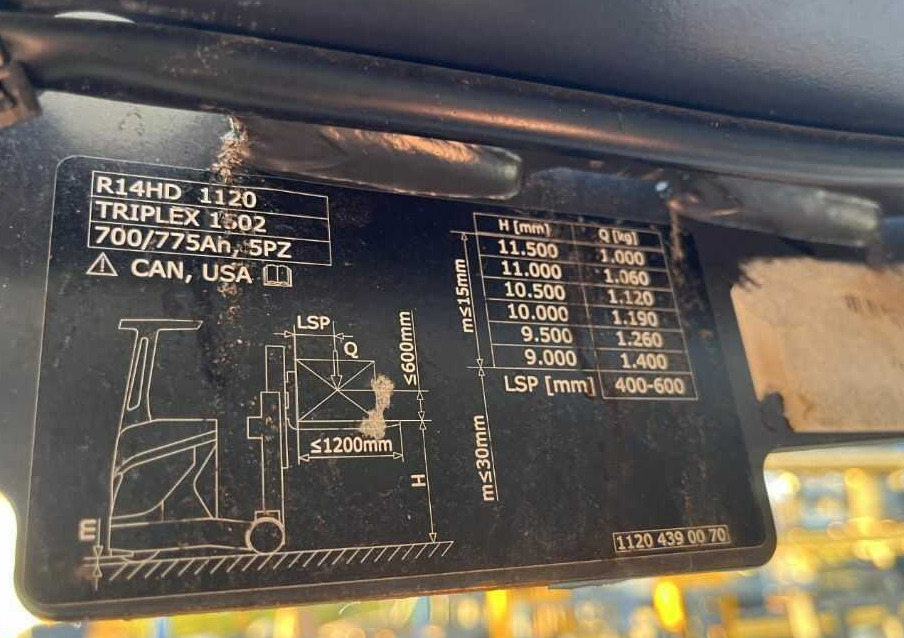 R14HD 1120
TRIPLEX 1502
700/775Ah, 5PZ
CAN, USA
H [mm] Q [kg]
11.500 1.000
11.000 1.060
10.500 1.120
10.000 1.190
9.500 1.260
9.000 1.400
LSP [mm] 400-600
m≤15mm
m≤30mm
LSP
Q
≤600mm
≤1200mm
H
E
1120 439 00 70